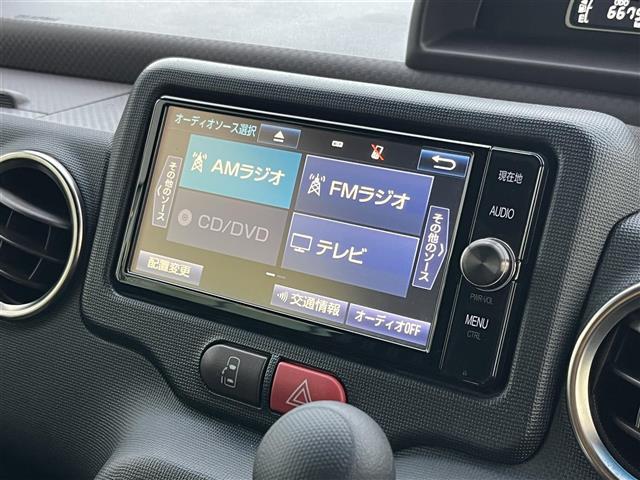 ODO
オーディオソース選択
現在地
その他のソース
AMラジオ
FMラジオ
AUDIO
CD/DVD
テレビ
その他のソース
配置変更
交通情報
オーディオOFF
PWR-VOL
MENU
CTRL